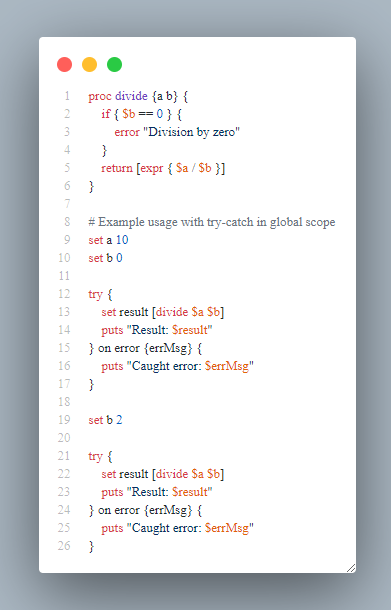 1 proc divide {a b} {
2 if { $b == 0 } {
3 error "Division by zero"
4 }
5 return [expr { $a / $b }]
6 }
7
8 # Example usage with try-catch in global scope
9 set a 10
10 set b 0
11
12 try {
13 set result [divide $a $b]
14 puts "Result: $result"
15 } on error {errMsg} {
16 puts "Caught error: $errMsg"
17 }
18
19 set b 2
20
21 try {
22 set result [divide $a $b]
23 puts "Result: $result"
24 } on error {errMsg} {
25 puts "Caught error: $errMsg"
26 }